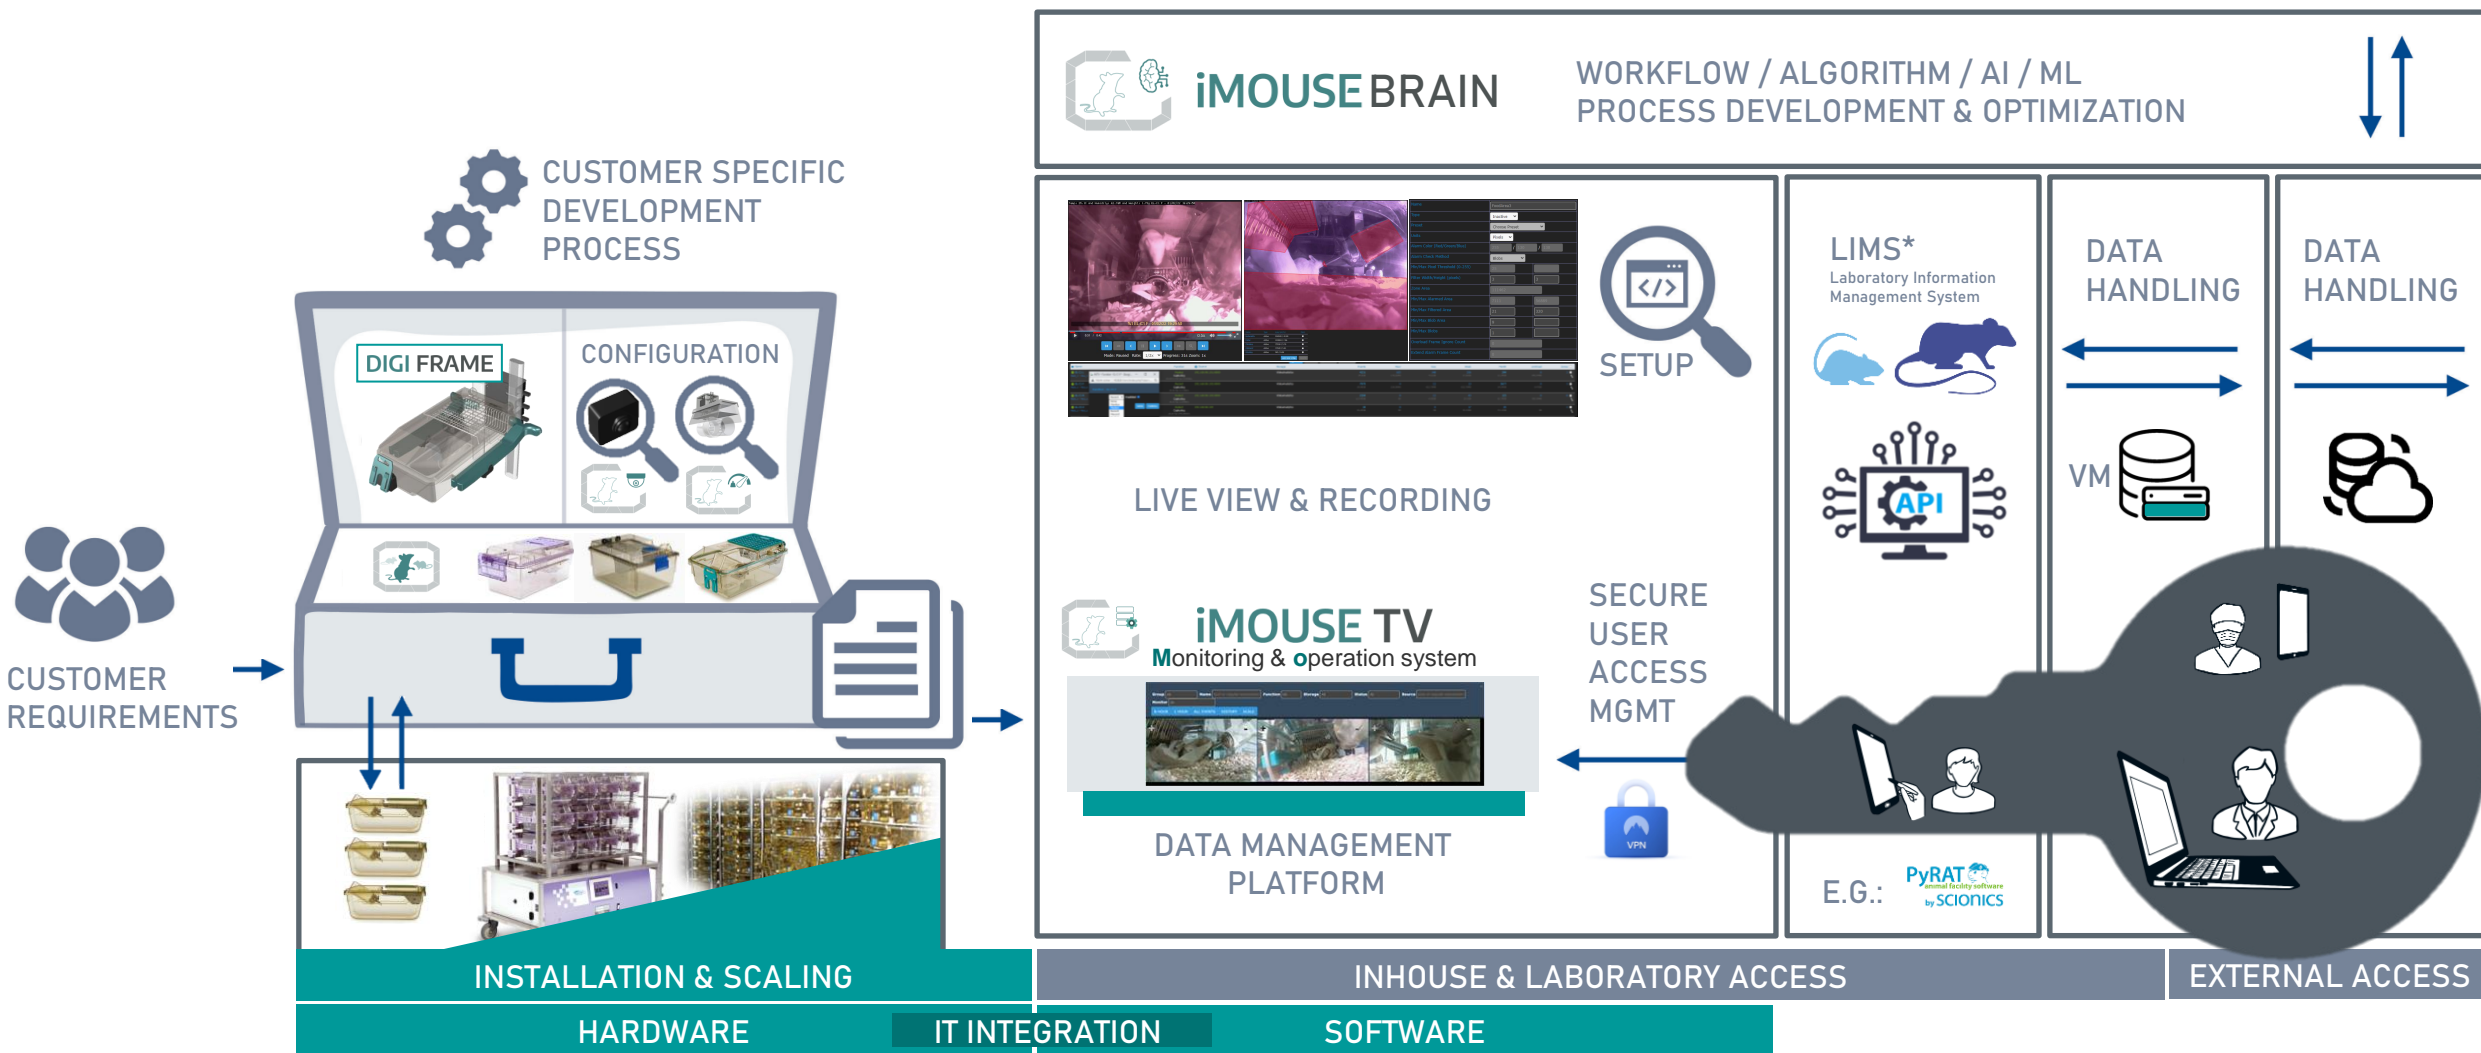 iMOUSE BRAIN
WORKFLOW / ALGORITHM / AI / ML
PROCESS DEVELOPMENT & OPTIMIZATION
CUSTOMER SPECIFIC
DEVELOPMENT
PROCESS
DIGI FRAME
CONFIGURATION
CUSTOMER
REQUIREMENTS
SETUP
LIVE VIEW & RECORDING
iMOUSE TV
Monitoring & operation system
DATA MANAGEMENT
PLATFORM
SECURE
USER
ACCESS
MGMT
VPN
LIMS*
Laboratory Information
Management System
API
E.G.:
PyRAT
animal facility software
by SCIONICS
DATA
HANDLING
VM
DATA
HANDLING
INSTALLATION & SCALING
INHOUSE & LABORATORY ACCESS
EXTERNAL ACCESS
HARDWARE
IT INTEGRATION
SOFTWARE